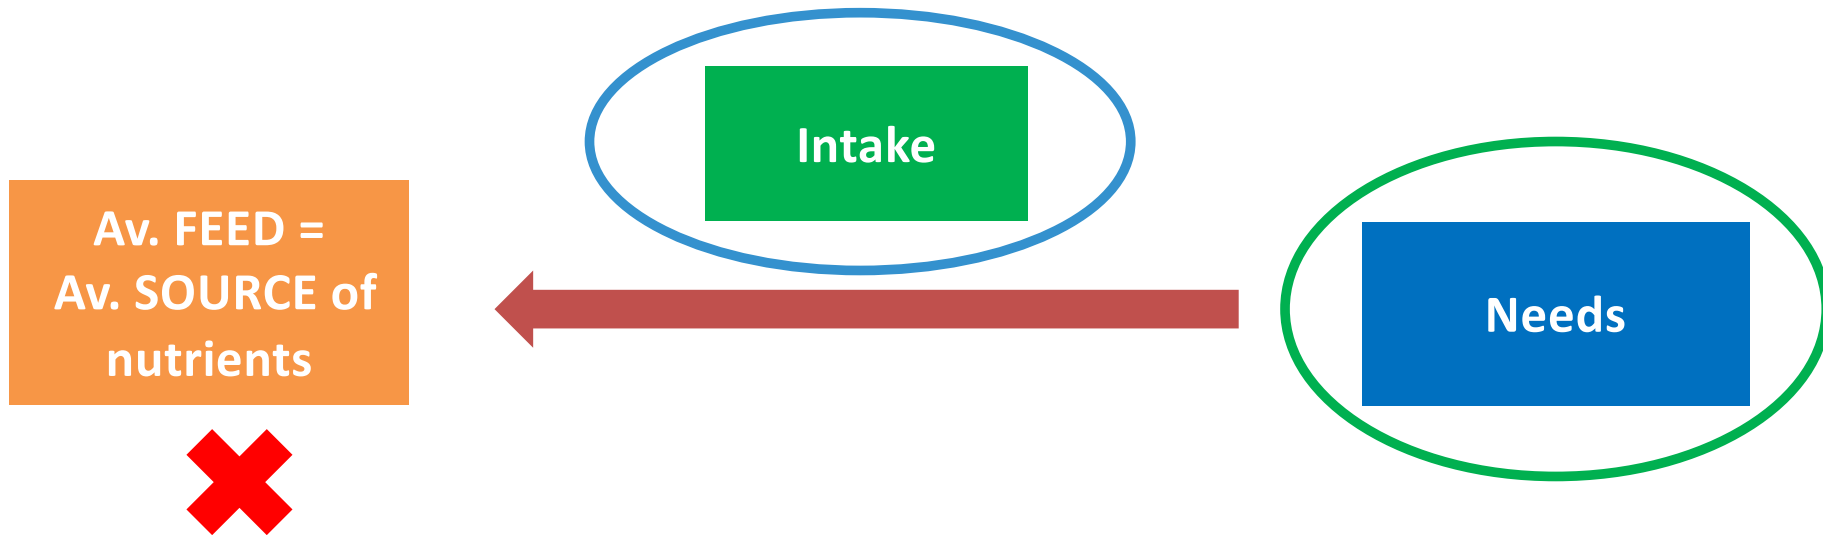 Intake
Av. FEED =
Av. SOURCE of
nutrients
Needs